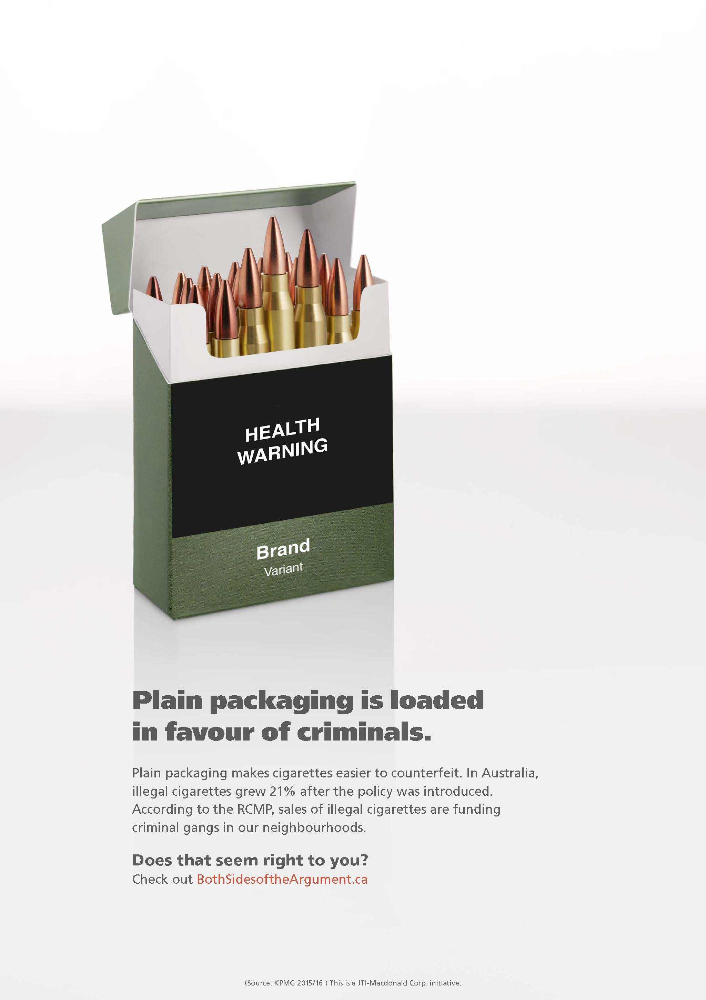 HEALTH
WARNING
Brand
Variant
Plain packaging is loaded
in favour of criminals.
Plain packaging makes cigarettes easier to counterfeit. In Australia,
illegal cigarettes grew 21% after the policy was introduced.
According to the RCMP, sales of illegal cigarettes are funding
criminal gangs in our neighbourhoods.
Does that seem right to you?
Check out BothSidesoftheArgument.ca
(Source: KPMG 2015/16.) This is a JTI-Macdonald Corp. initiative.